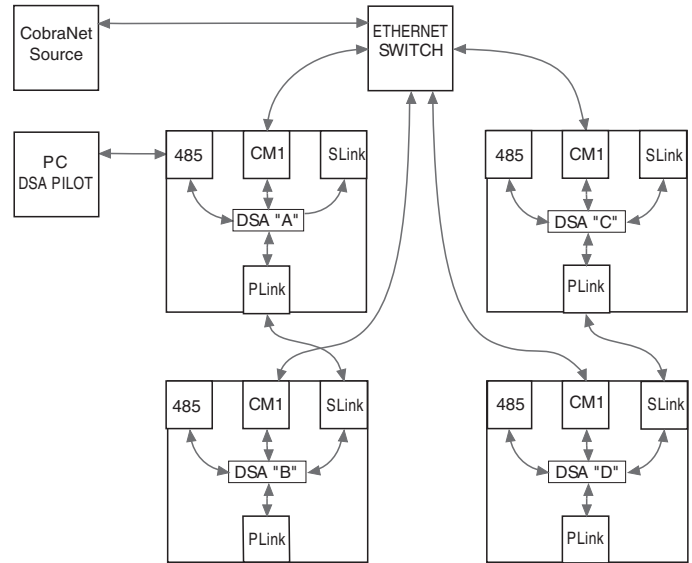 CobraNet
Source
ETHERNET
SWITCH
PC
DSA PILOT
485
CM1
SLink
DSA "A"
PLink
485
CM1
SLink
DSA "C"
PLink
485
CM1
SLink
DSA "B"
PLink
485
CM1
SLink
DSA "D"
PLink